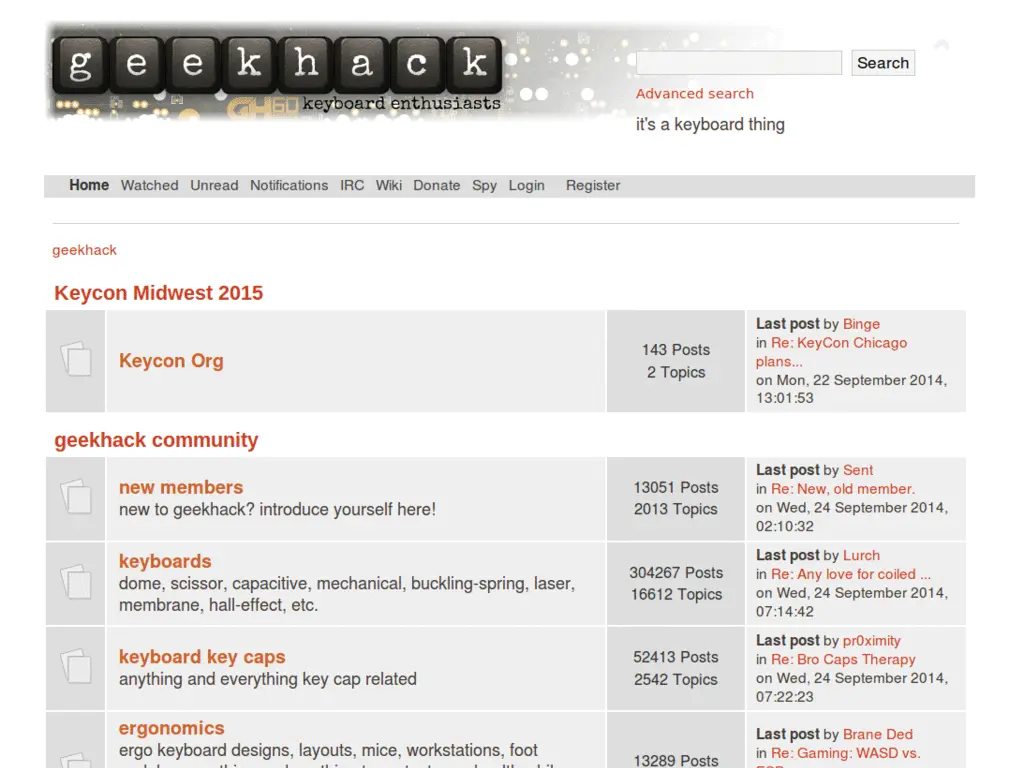 geekhack
keyboard enthusiasts
Search
Advanced search
it's a keyboard thing
Home Watched Unread Notifications IRC Wiki Donate Spy Login Register
geekhack
Keycon Midwest 2015
Keycon Org
143 Posts
2 Topics
Last post by Binge
in Re: KeyCon Chicago
plans...
on Mon, 22 September 2014,
13:01:53
geekhack community
new members
new to geekhack? introduce yourself here!
13051 Posts
2013 Topics
Last post by Sent
in Re: New, old member.
on Wed, 24 September 2014,
02:10:32
keyboards
dome, scissor, capacitive, mechanical, buckling-spring, laser,
membrane, hall-effect, etc.
304267 Posts
16612 Topics
Last post by Lurch
in Re: Any love for coiled ...
on Wed, 24 September 2014,
07:14:42
keyboard key caps
anything and everything key cap related
52413 Posts
2542 Topics
Last post by pr0ximity
in Re: Bro Caps Therapy
on Wed, 24 September 2014,
07:22:23
ergonomics
ergo keyboard designs, layouts, mice, workstations, foot
13289 Posts
Last post by Brane Ded
in Re: Gaming: WASD vs.